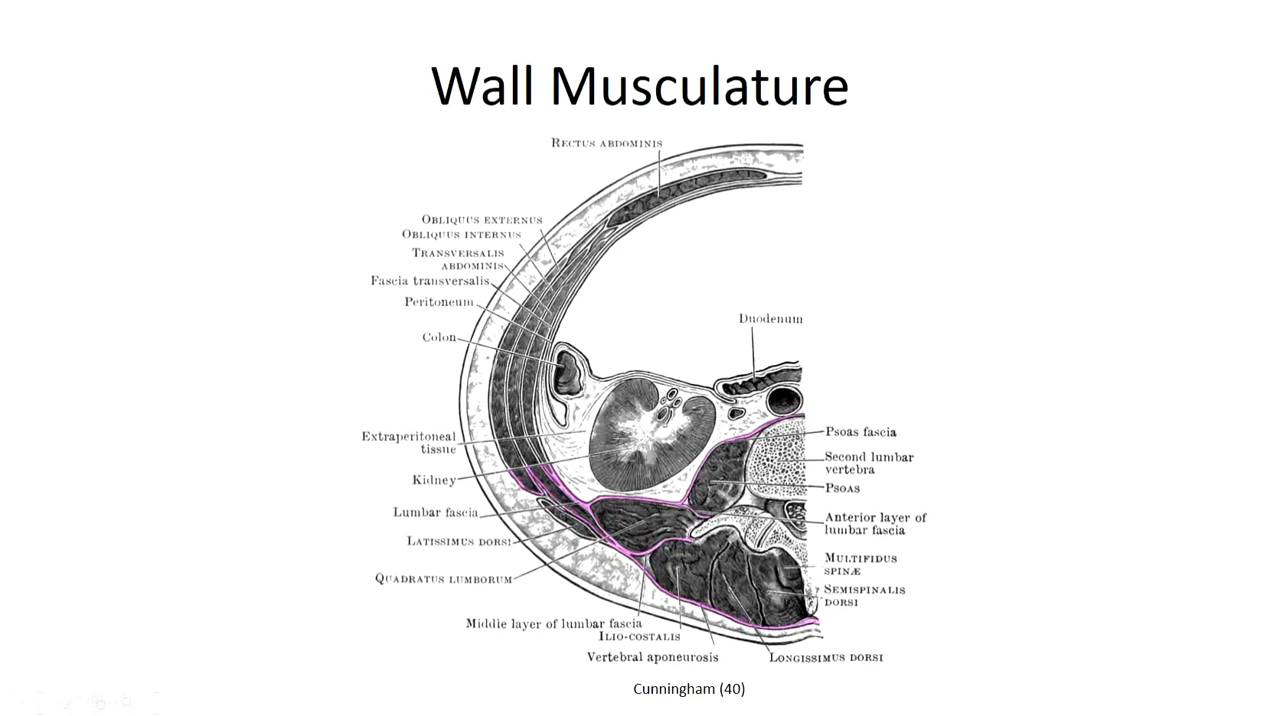 Wall Musculature
RECTUS ABDOMINIS
OBLIQUUS EXTERNUS
OBLIQUUS INTERNUS
TRANSVERSALIS
ABDOMINIS
Fascia transversalis
Peritoneum
Colon
Duodenum
Extraperitoneal
tissue
Kidney
Lumbar fascia
LATISSIMUS DORSI
QUADRATUS LUMBORUM
Psoas fascia
Second lumbar
vertebra
PSOAS
Anterior layer of
lumbar fascia
MULTIFIDUS
SPINÆ
SEMISPINALIS
DORSI
Middle layer of lumbar fascia
ILIO-COSTALIS
Vertebral aponeurosis
LONGISSIMUS DORSI
Cunningham (40)